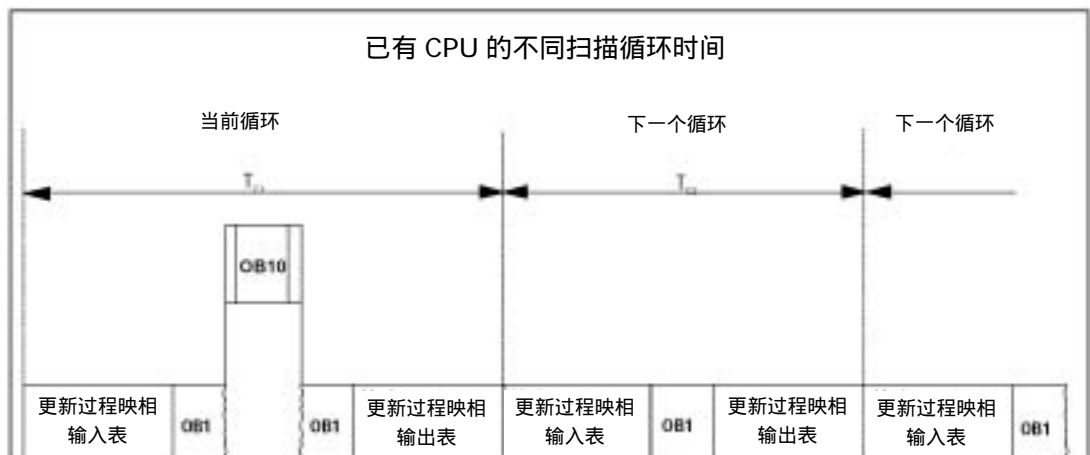 已有 CPU 的不同扫描循环时间
当前循环
下一个循环
下一个循环
OB10
更新过程映相
输入表
OB1
OB1
更新过程映相
输出表
更新过程映相
输入表
OB1
更新过程映相
输出表
更新过程映相
输入表
OB1